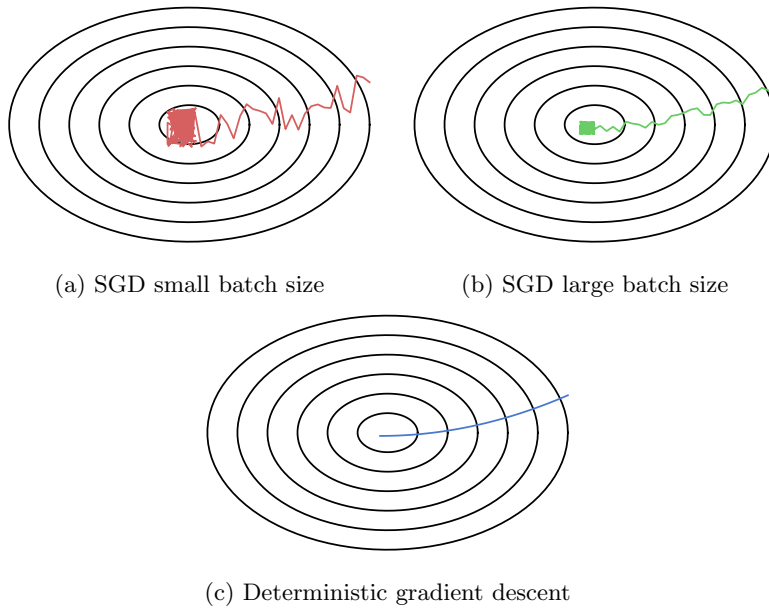 (a) SGD small batch size
(b) SGD large batch size
(c) Deterministic gradient descent